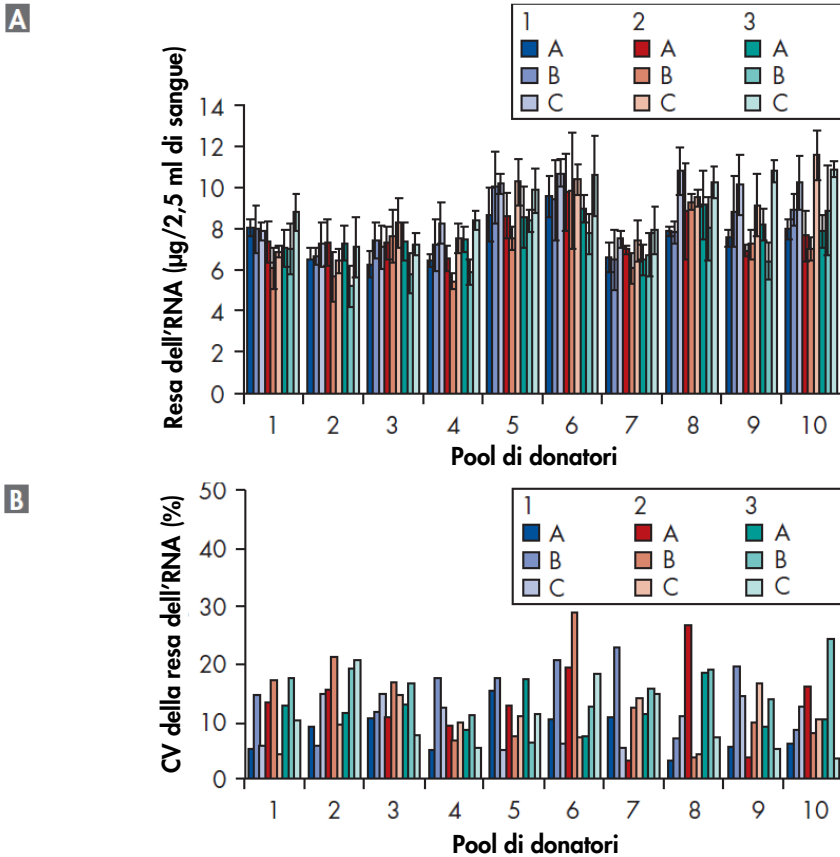 A
1 2 3
A A A
B B B
C C C
Resa dell'RNA (µg/2,5 ml di sangue)
14
12
10
8
6
4
2
0
1 2 3 4 5 6 7 8 9 10
Pool di donatori
B
1 2 3
A A A
B B B
C C C
CV della resa dell'RNA (%)
50
40
30
20
10
0
1 2 3 4 5 6 7 8 9 10
Pool di donatori